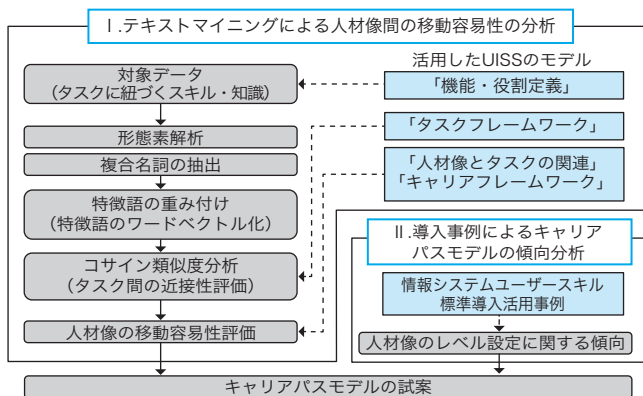 Ⅰ.テキストマイニングによる人材像間の移動容易性の分析
対象データ
(タスクに紐づくスキル・知識)
形態素解析
複合名詞の抽出
特徴語の重み付け
(特徴語のワードベクトル化)
コサイン類似度分析
(タスク間の近接性評価)
人材像の移動容易性評価
活用したUISSのモデル
「機能・役割定義」
「タスクフレームワーク」
「人材像とタスクの関連」
「キャリアフレームワーク」
Ⅱ.導入事例によるキャリア
パスモデルの傾向分析
情報システムユーザースキル
標準導入活用事例
人材像のレベル設定に関する傾向
キャリアパスモデルの試案